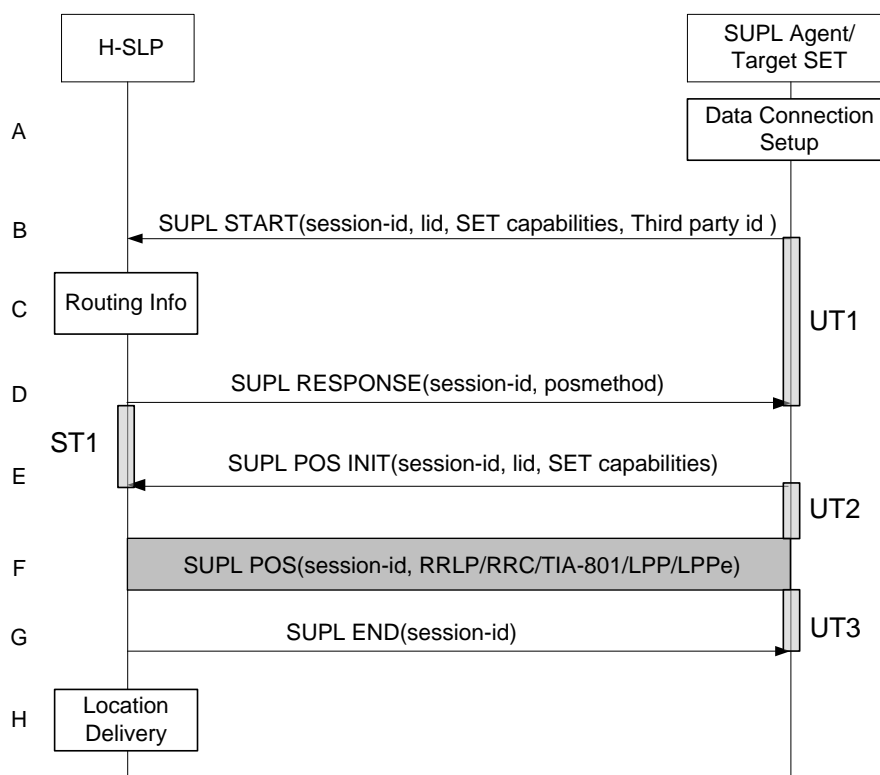 H-SLP
SUPL Agent/
Target SET
A
Data Connection
Setup
B
SUPL START(session-id, lid, SET capabilities, Third party id )
C
Routing Info
UT1
D
SUPL RESPONSE(session-id, posmethod)
ST1
E
SUPL POS INIT(session-id, lid, SET capabilities)
UT2
F
SUPL POS(session-id, RRLP/RRC/TIA-801/LPP/LPPe)
G
SUPL END(session-id)
UT3
H
Location
Delivery